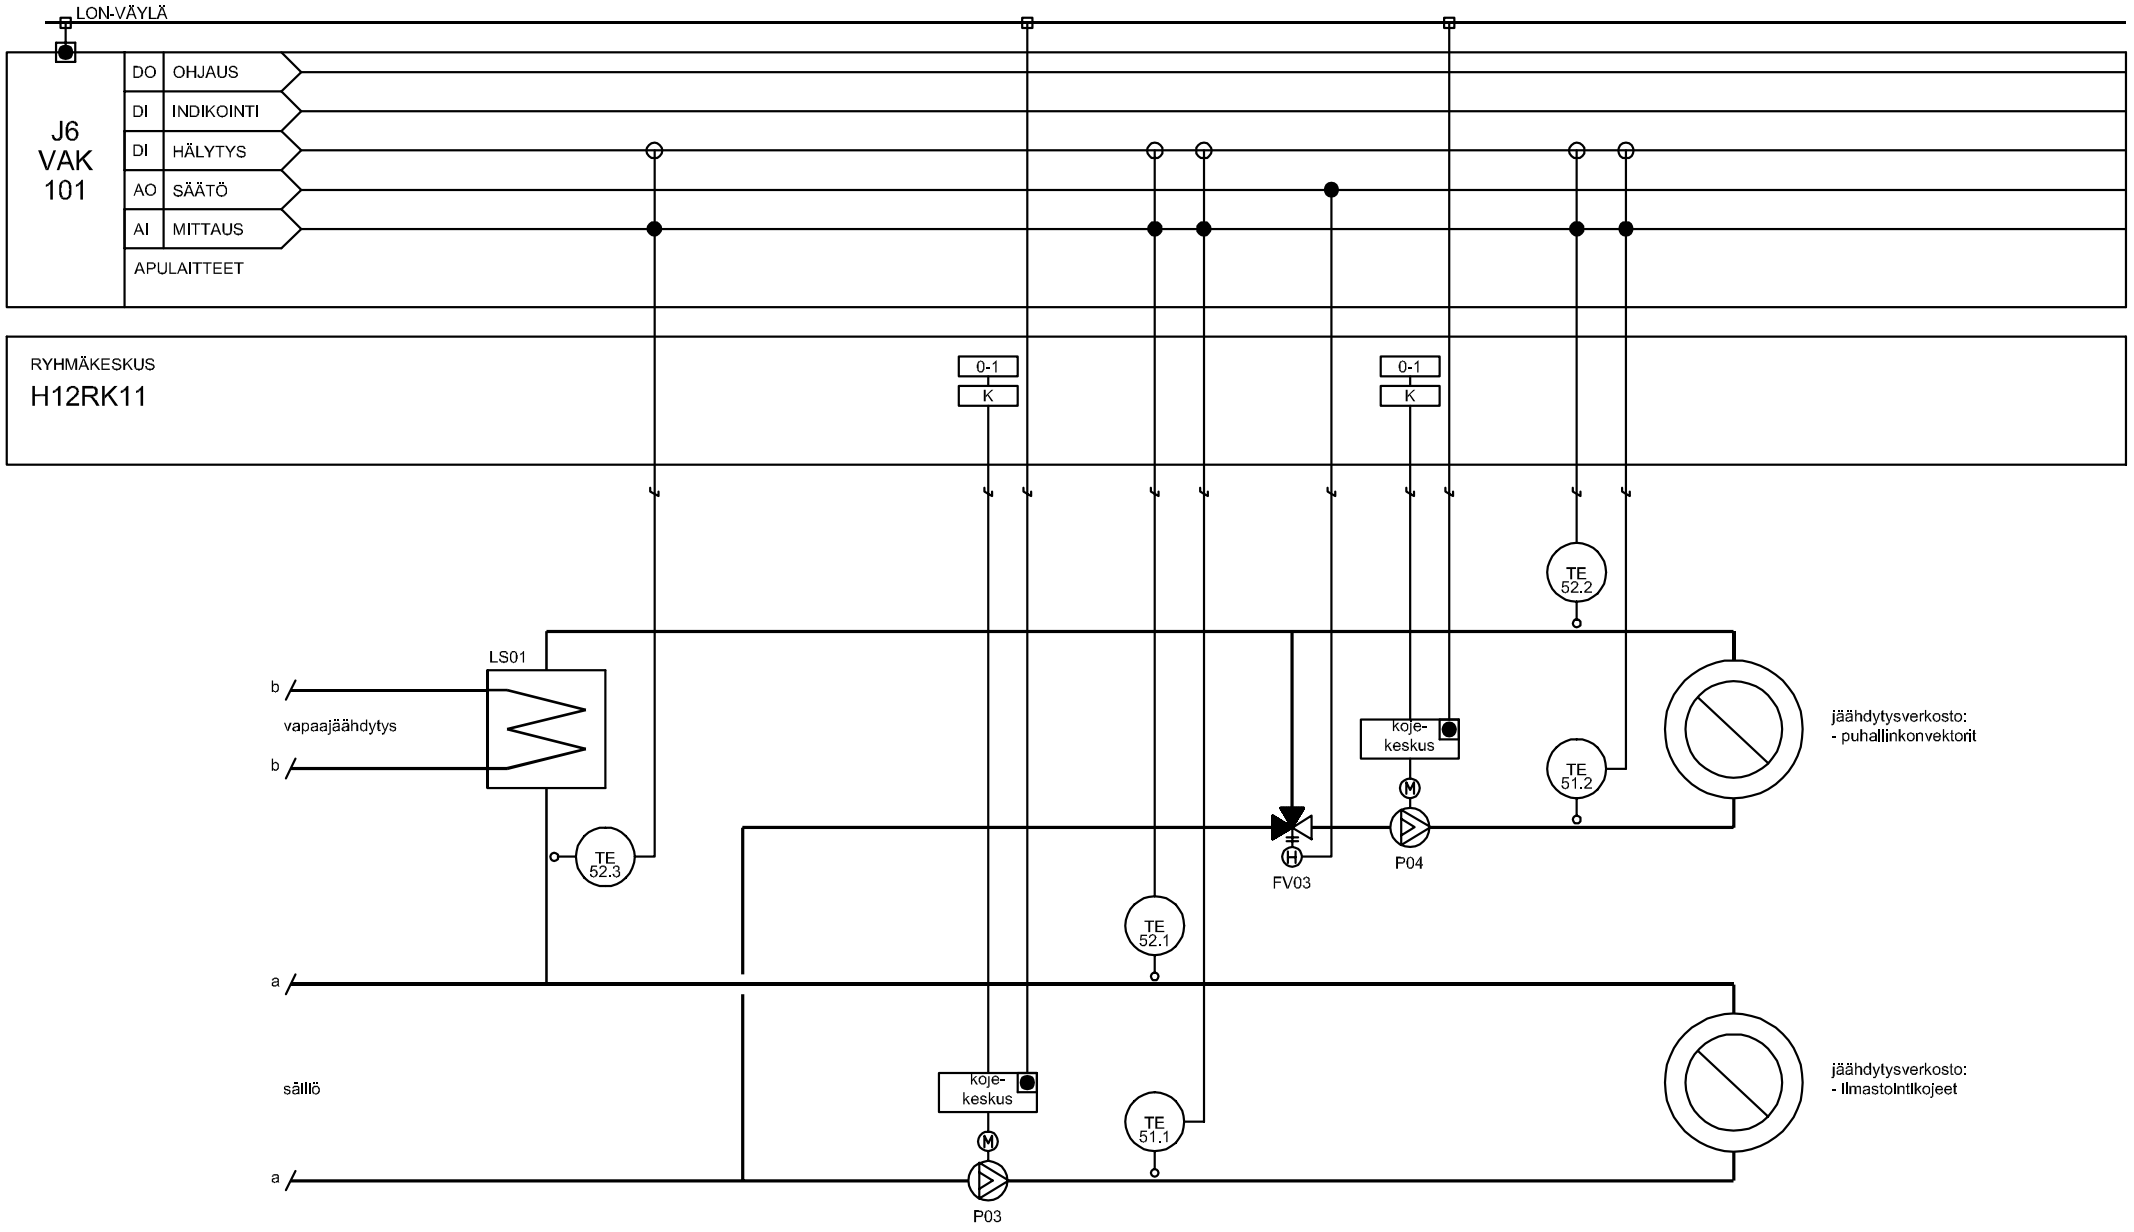 LON-VÄYLÄ
DO OHJAUS
DI INDIKOINTI
J6
VAK
101
DI HÄLYTYS
AO SÄÄTÖ
AI MITTAUS
APULAITTEET
RYHMÄKESKUS
H12RK11
0-1
K
0-1
K
TE
52.2
LS01
b
vapaajäähdytys
b
koje-
keskus
M
jäähdytysverkosto:
- puhallinkonvektorit
TE
51.2
TE
52.3
H
FV03
P04
TE
52.1
a
säiliö
koje-
keskus
M
TE
51.1
jäähdytysverkosto:
- ilmastointikojeet
a
P03